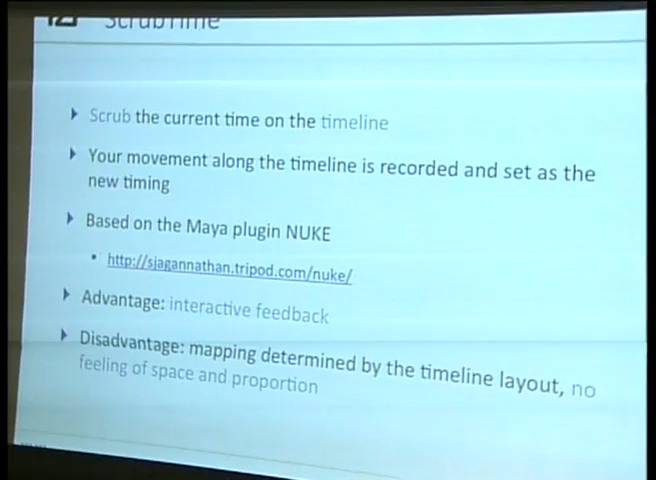 ScrubTime
Scrub the current time on the timeline
Your movement along the timeline is recorded and set as the
new timing
Based on the Maya plugin NUKE
http://sjagannathan.tripod.com/nuke/
Advantage: interactive feedback
Disadvantage: mapping determined by the timeline layout, no
feeling of space and proportion